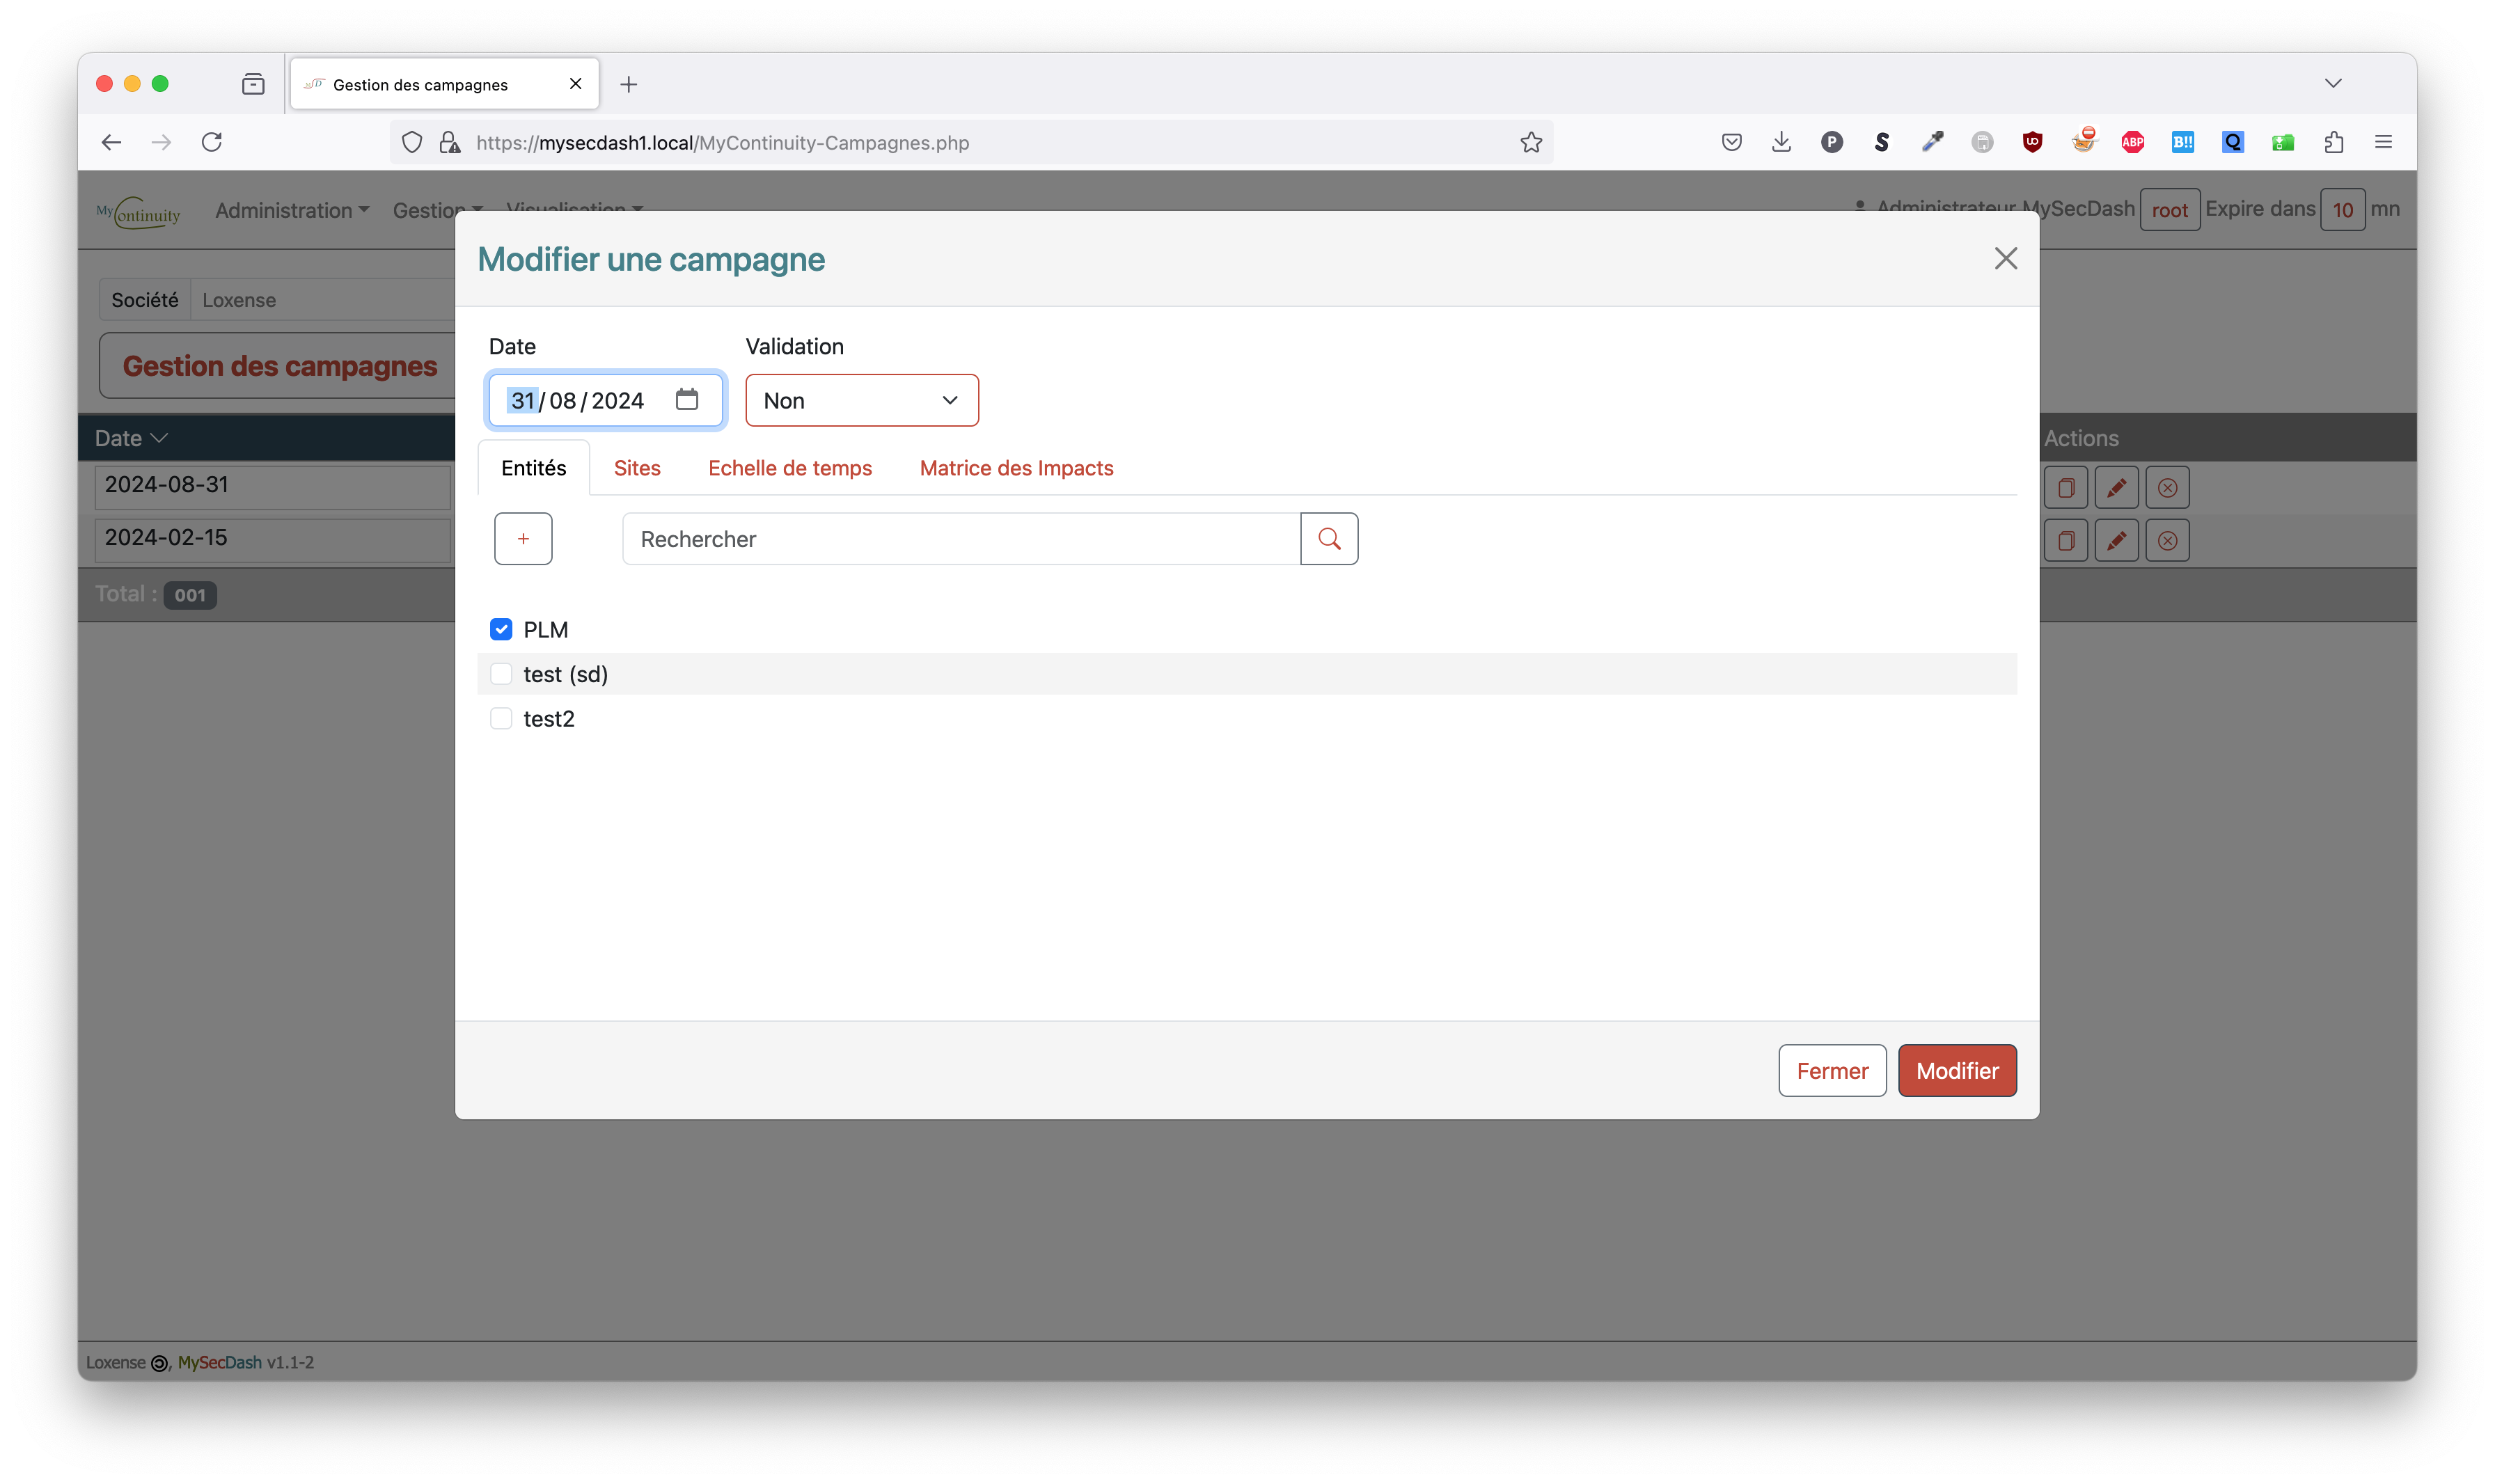 Gestion des campagnes
https://mysecdash1.local/MyContinuity-Campagnes.php
P S ABP B!! Q
MyContinuity Administration Gestion Visualisation Administrateur MySecDash root Expire dans 10 mn
Modifier une campagne
Société Loxense
Gestion des campagnes
Date Validation
31/08/2024 Non
Date Actions
Entités Sites Echelle de temps Matrice des Impacts
2024-08-31
2024-02-15
+ Rechercher
Total : 001
PLM
test (sd)
test2
Fermer Modifier
Loxense, MySecDash v1.1-2